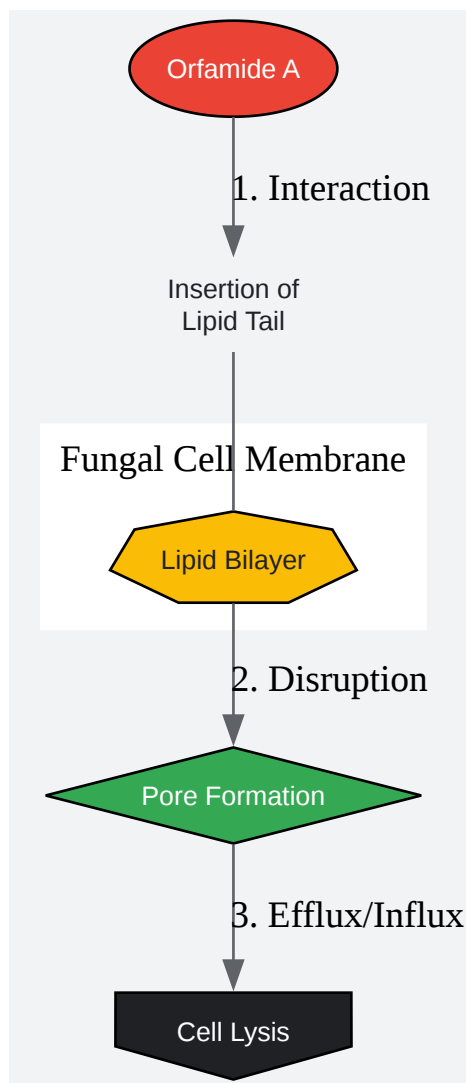 Orfamide A
1. Interaction
Insertion of
Lipid Tail
Fungal Cell Membrane
Lipid Bilayer
2. Disruption
Pore Formation
3. Efflux/Influx
Cell Lysis